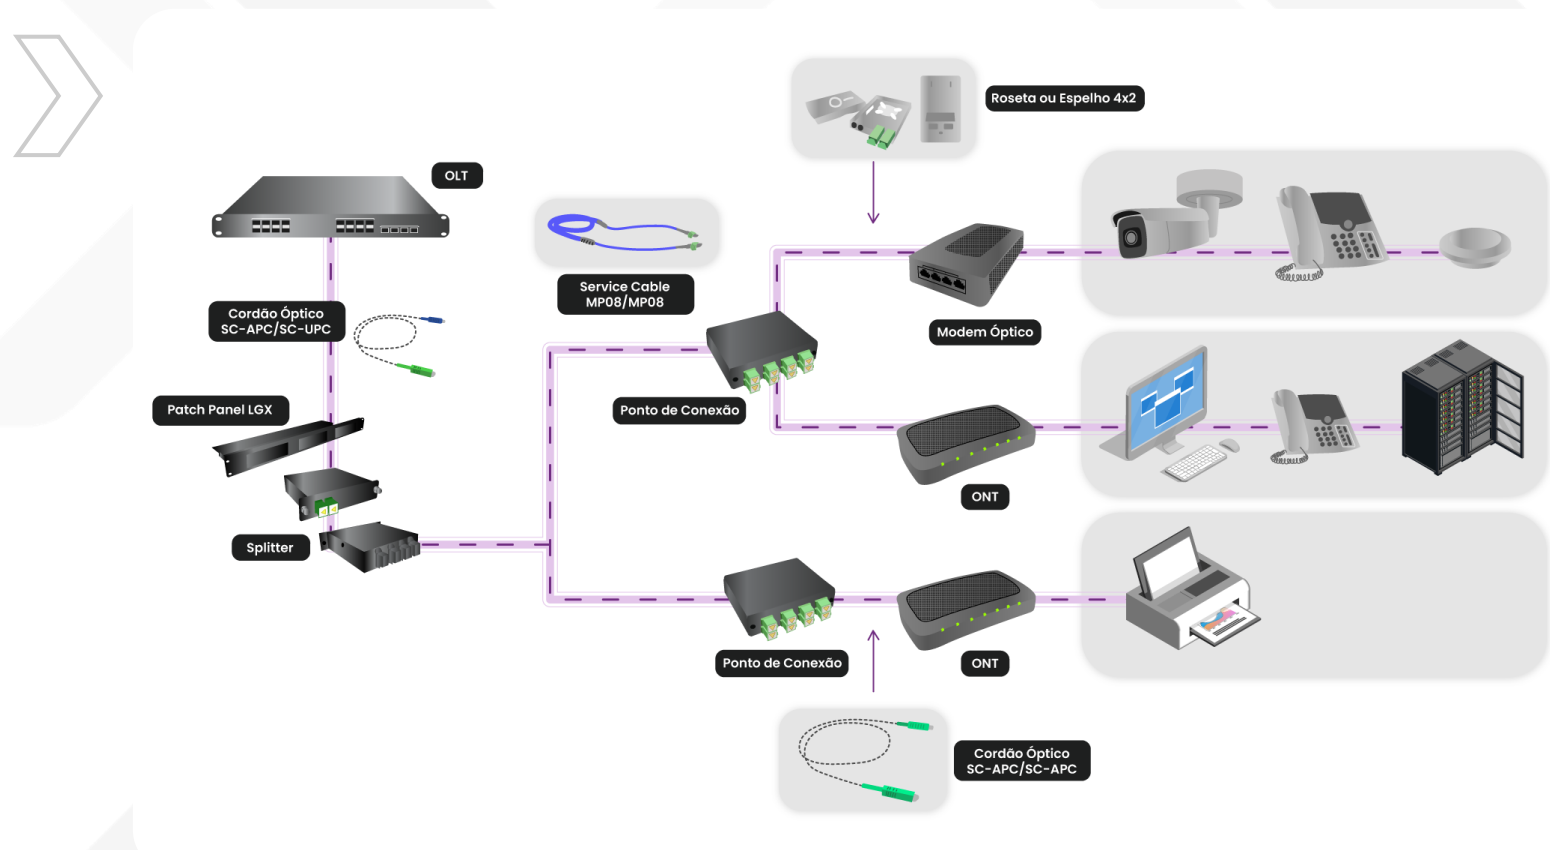 Roseta ou Espelho 4x2
OLT
Service Cable
MP08/MP08
Cordão Óptico
SC-APC/SC-UPC
Modem Óptico
Patch Panel LGX
Ponto de Conexão
ONT
Splitter
Ponto de Conexão
ONT
Cordão Óptico
SC-APC/SC-APC